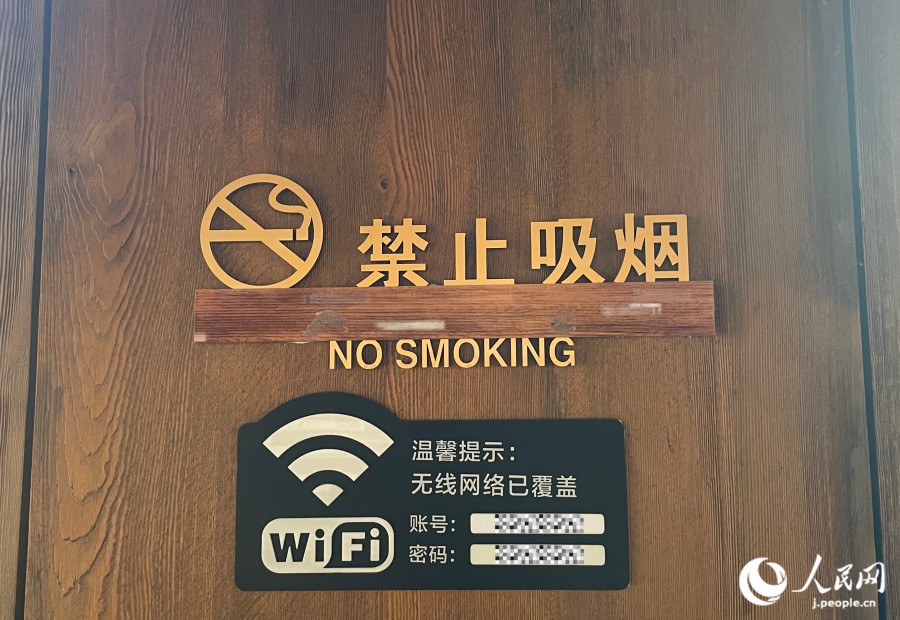 禁止吸烟
NO SMOKING
温馨提示：
无线网络已覆盖
账号：
密码：
WiFi
人民网
j.people.cn